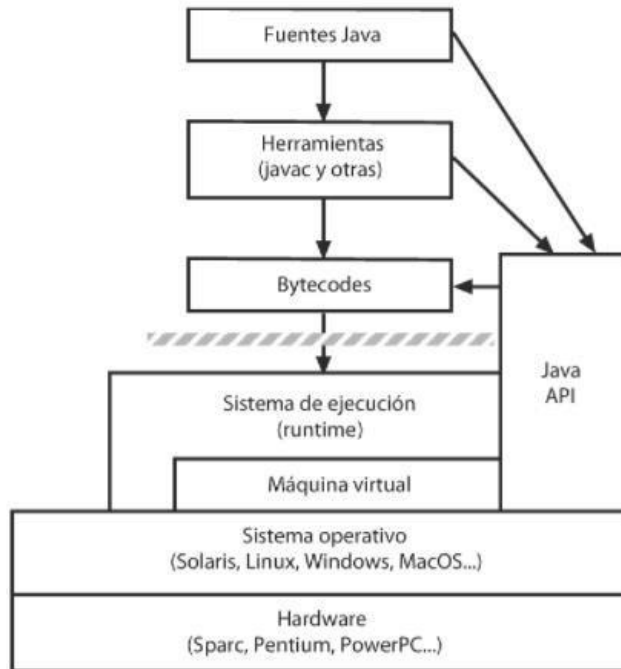 Fuentes Java
Herramientas
(javac y otras)
Bytecodes
Java
API
Sistema de ejecución
(runtime)
Máquina virtual
Sistema operativo
(Solaris, Linux, Windows, MacOS...)
Hardware
(Sparc, Pentium, PowerPC...)